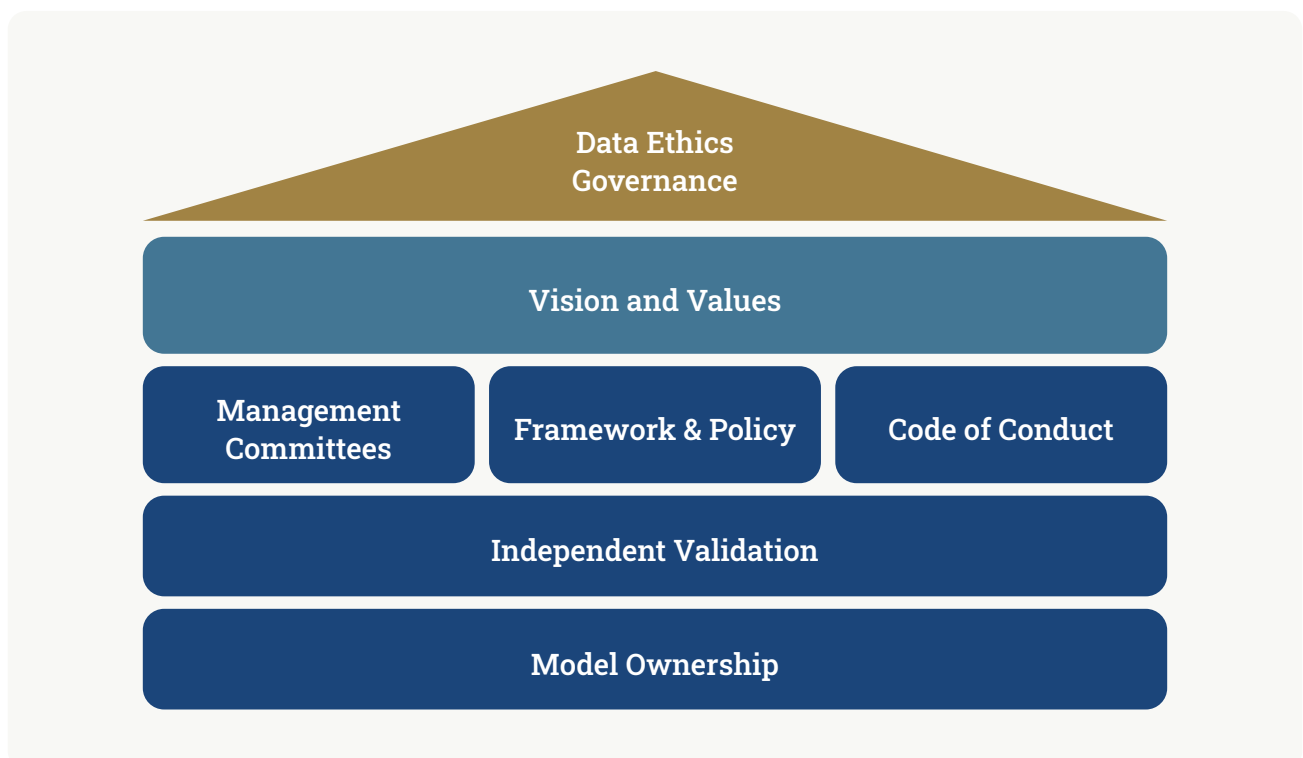 Data Ethics
Governance
Vision and Values
Management
Committees
Framework & Policy
Code of Conduct
Independent Validation
Model Ownership